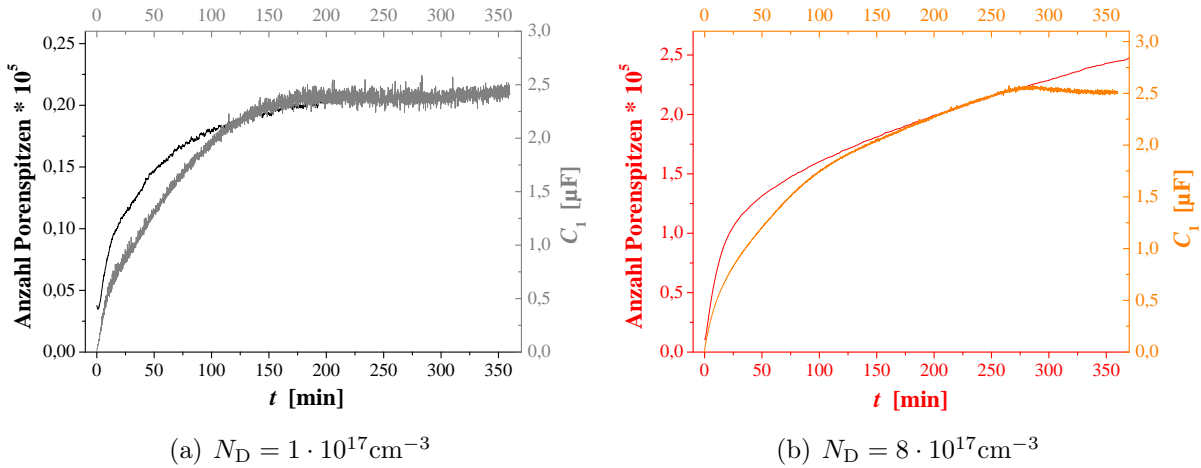 0 50 100 150 200 250 300 350
0,00
0,05
0,10
0,15
0,20
0,25
Anzahl Porenspitzen * 10^5
0,0
0,5
1,0
1,5
2,0
2,5
3,0
C_1 [µF]
0 50 100 150 200 250 300 350
t [min]
(a) N_D = 1 · 10^17 cm^−3
0 50 100 150 200 250 300 350
0,0
0,5
1,0
1,5
2,0
2,5
Anzahl Porenspitzen * 10^5
0,0
0,5
1,0
1,5
2,0
2,5
3,0
C_1 [µF]
0 50 100 150 200 250 300 350
t [min]
(b) N_D = 8 · 10^17 cm^−3